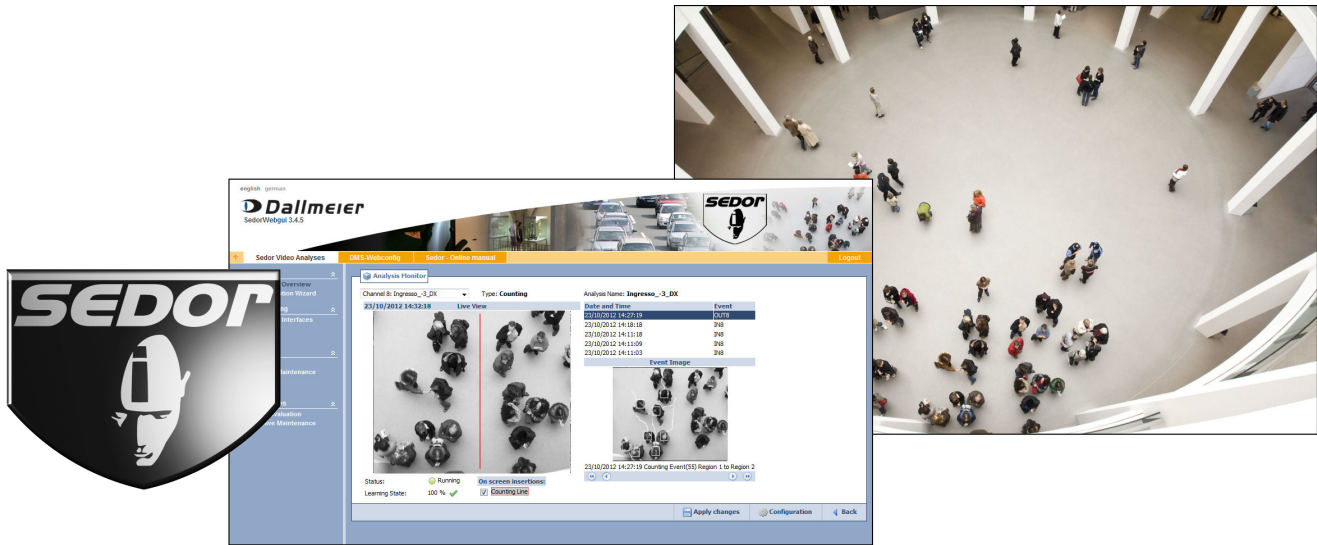 english german
Dallmeier
SedorWebgui 3.4.5
SEDOR
Sedor Video Analyses DMS-Webconfig Sedor - Online manual Logout
SEDOR
Overview
Wizard
Interfaces
Maintenance
Maintenance
Analysis Monitor
Channel 8: Ingresso_-3_DX Type: Counting Analysis Name: Ingresso_-3_DX
23/10/2012 14:32:18 Live View Date and Time Event
23/10/2012 14:27:19 OUT8
23/10/2012 14:18:18 IN8
23/10/2012 14:11:18 IN8
23/10/2012 14:11:09 IN8
23/10/2012 14:11:03 IN8
Event Image
23/10/2012 14:27:19 Counting Event(55) Region 1 to Region 2
Status: Running On screen insertions:
Learning State: 100 % Counting Line
Apply changes Configuration Back